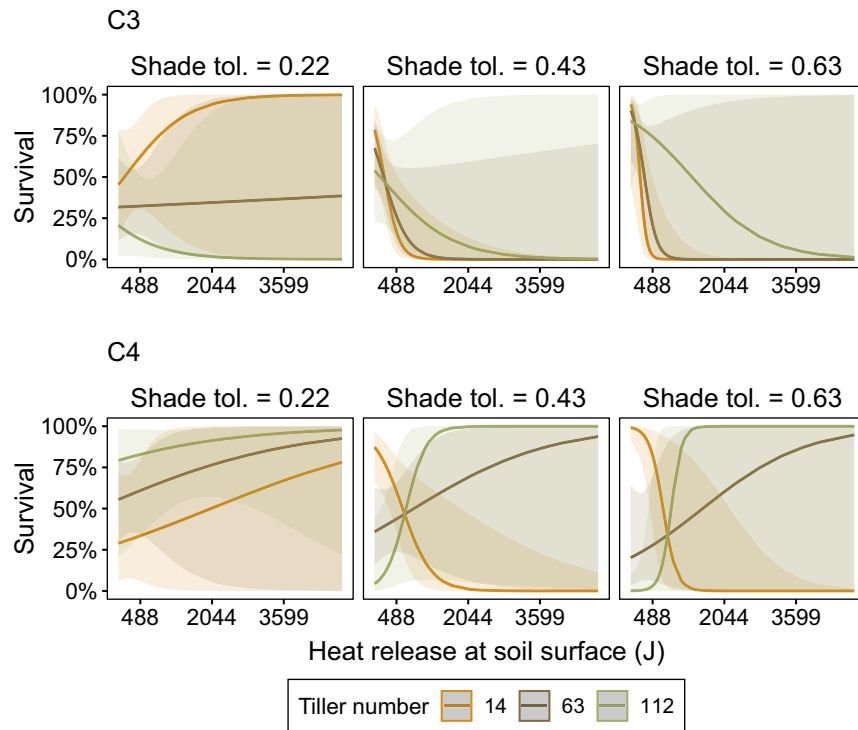 C3
Shade tol. = 0.22 Shade tol. = 0.43 Shade tol. = 0.63
100%
75%
50%
25%
0%
Survival
488 2044 3599 488 2044 3599 488 2044 3599
C4
Shade tol. = 0.22 Shade tol. = 0.43 Shade tol. = 0.63
100%
75%
50%
25%
0%
Survival
488 2044 3599 488 2044 3599 488 2044 3599
Heat release at soil surface (J)
Tiller number 14 63 112